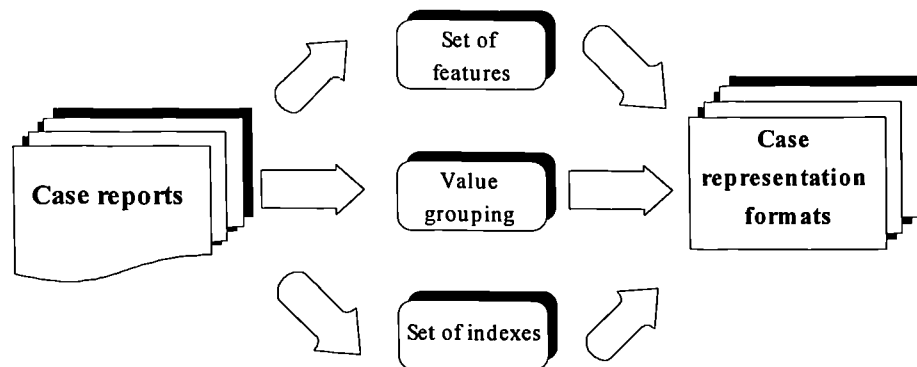 Set of
features
Case reports
Value
grouping
Case
representation
formats
Set of indexes